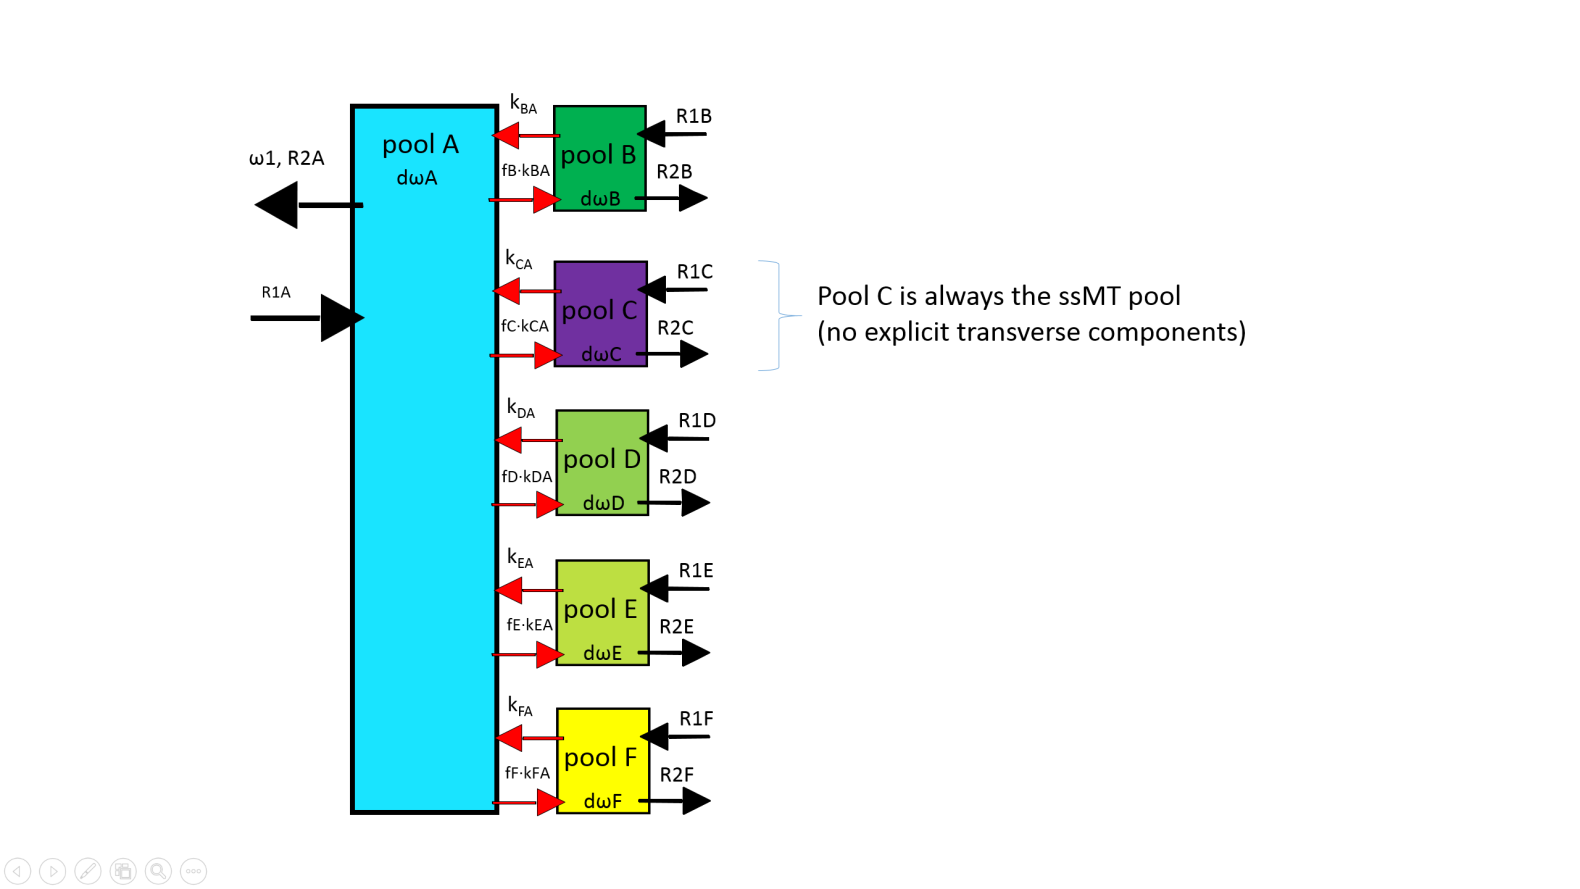 pool A
dωA
ω1, R2A
R1A
kBA
fB·kBA
pool B
dωB
R1B
R2B
kCA
fC·kCA
pool C
dωC
R1C
R2C
Pool C is always the ssMT pool
(no explicit transverse components)
kDA
fD·kDA
pool D
dωD
R1D
R2D
kEA
fE·kEA
pool E
dωE
R1E
R2E
kFA
fF·kFA
pool F
dωF
R1F
R2F